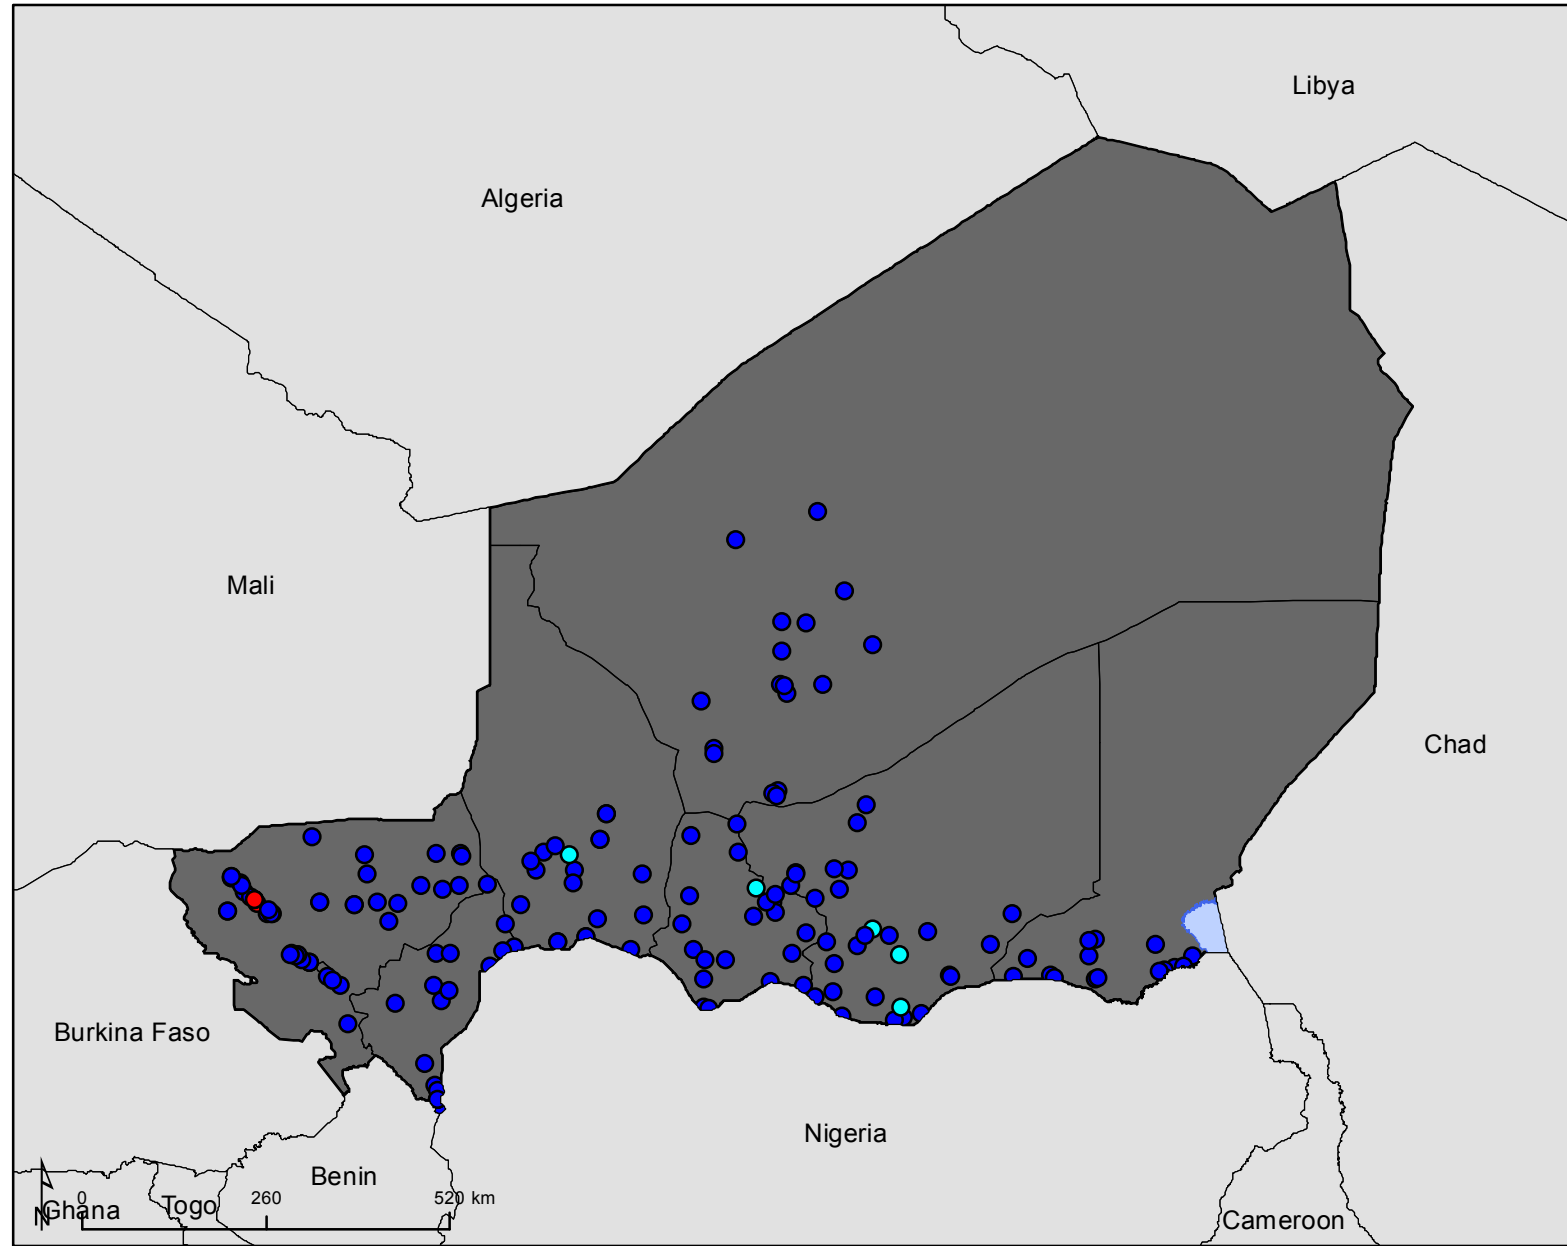 Libya
Algeria
Mali
Chad
Burkina Faso
Nigeria
Benin
Ghana
Togo
Cameroon
N
0 260 520 km